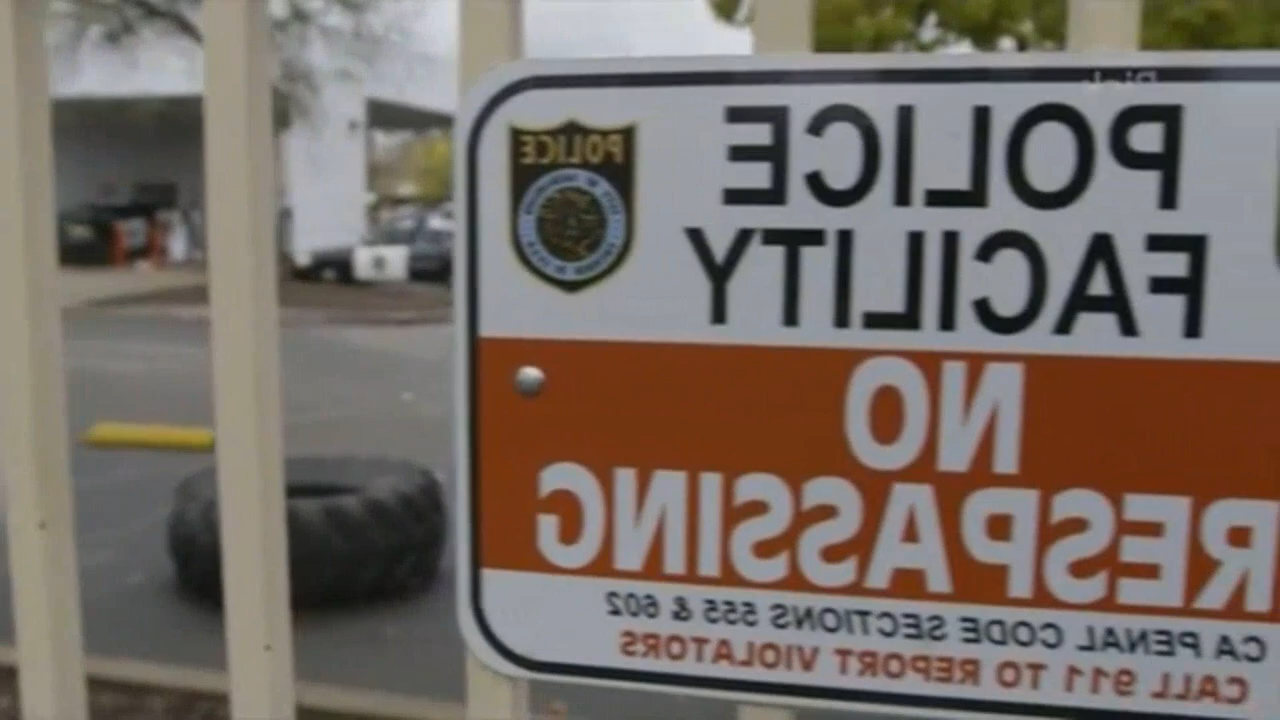 POLICE
POLICE
FACILITY
NO
RESPASSING
CA PENAL CODE SECTIONS 555 & 602
CALL 911 TO REPORT VIOLATORS